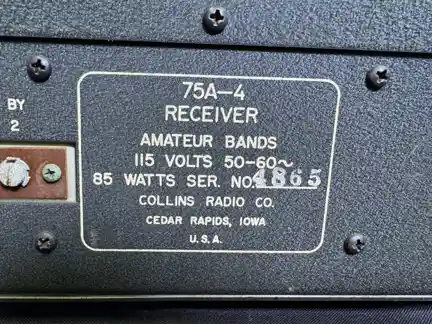 75A-4
RECEIVER
AMATEUR BANDS
115 VOLTS 50-60~
85 WATTS SER. NO. 4865
COLLINS RADIO CO.
CEDAR RAPIDS, IOWA
U.S.A.
BY
2